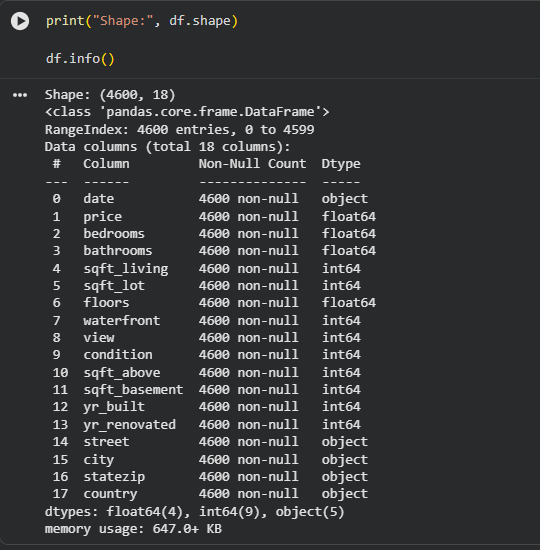 print("Shape:", df.shape)
df.info()
Shape: (4600, 18)
<class 'pandas.core.frame.DataFrame'>
RangeIndex: 4600 entries, 0 to 4599
Data columns (total 18 columns):
 #   Column         Non-Null Count  Dtype
---  ------         --------------  -----
 0   date           4600 non-null   object
 1   price          4600 non-null   float64
 2   bedrooms       4600 non-null   float64
 3   bathrooms      4600 non-null   float64
 4   sqft_living    4600 non-null   int64
 5   sqft_lot       4600 non-null   int64
 6   floors         4600 non-null   float64
 7   waterfront     4600 non-null   int64
 8   view           4600 non-null   int64
 9   condition      4600 non-null   int64
 10  sqft_above     4600 non-null   int64
 11  sqft_basement  4600 non-null   int64
 12  yr_built       4600 non-null   int64
 13  yr_renovated   4600 non-null   int64
 14  street         4600 non-null   object
 15  city           4600 non-null   object
 16  statezip       4600 non-null   object
 17  country        4600 non-null   object
dtypes: float64(4), int64(9), object(5)
memory usage: 647.0+ KB